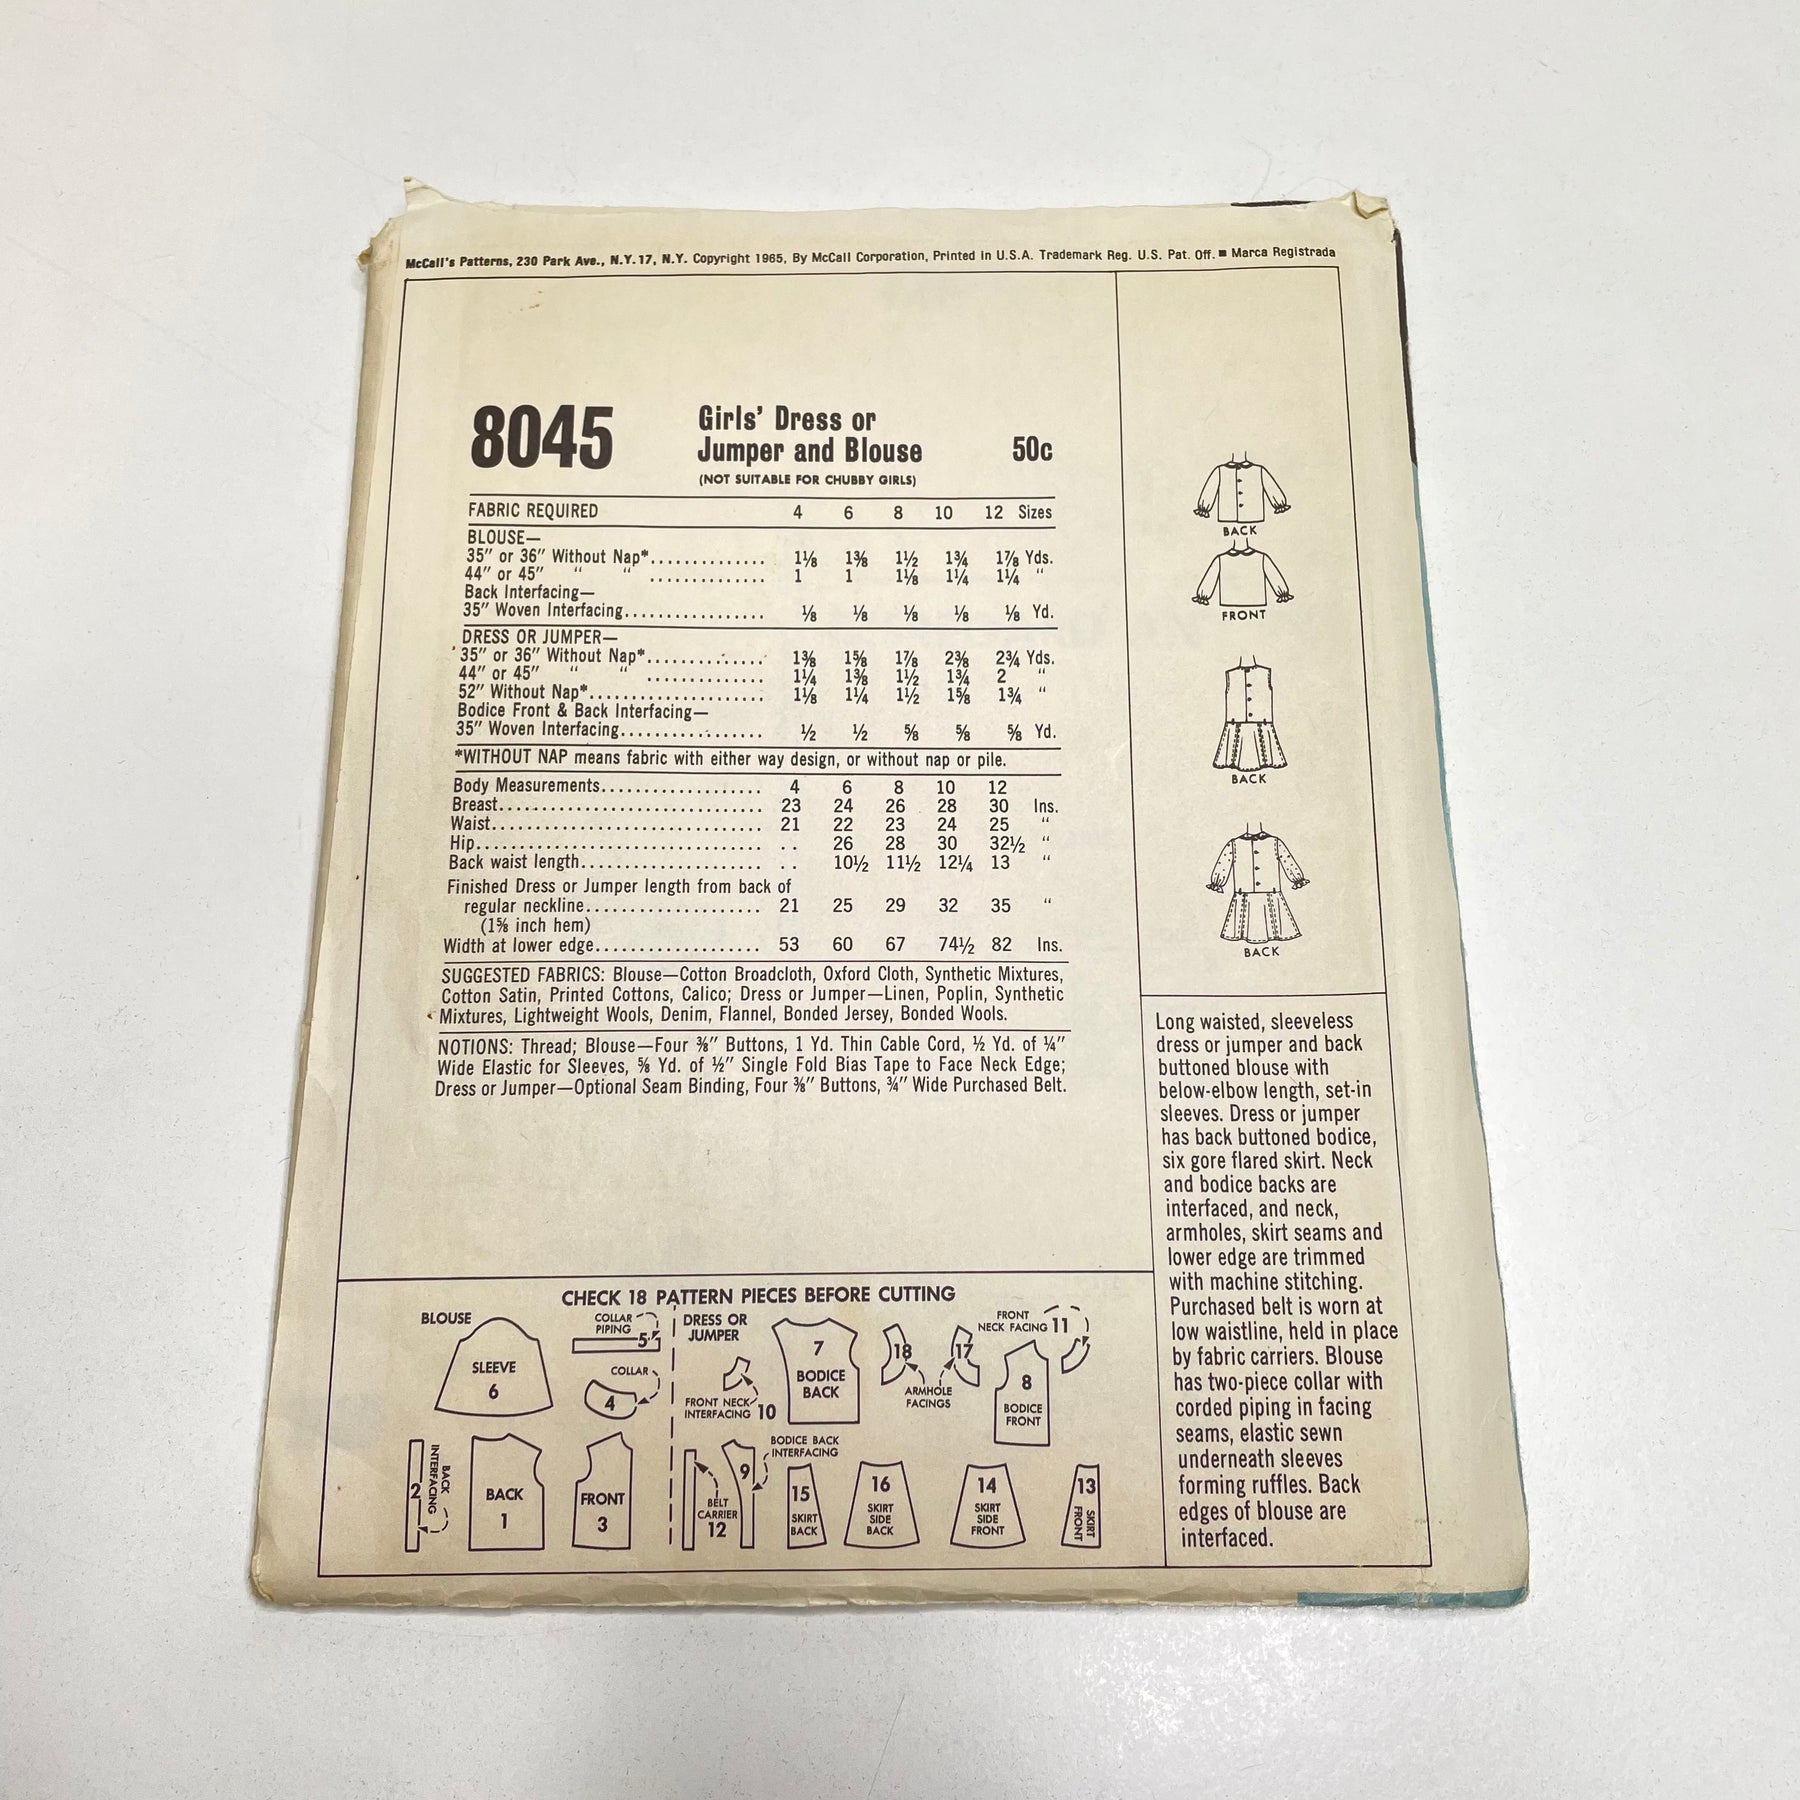 McCall's Patterns, 230 Park Ave., N.Y. 17, N.Y. Copyright 1965, By McCall Corporation, Printed in U.S.A. Trademark Reg. U.S. Pat. Off. ■ Marca Registrada
8045
Girls' Dress or
Jumper and Blouse 50c
(NOT SUITABLE FOR CHUBBY GIRLS)
FABRIC REQUIRED 4 6 8 10 12 Sizes
BLOUSE—
35" or 36" Without Nap*.............. 1⅛ 1⅜ 1½ 1¾ 1⅞ Yds.
44" or 45" " " .............. 1 1 1⅛ 1¼ 1¼ "
Back Interfacing—
35" Woven Interfacing................. ⅛ ⅛ ⅛ ⅛ ⅛ Yd.
DRESS OR JUMPER—
35" or 36" Without Nap*.............. 1⅜ 1⅝ 1⅞ 2⅜ 2¾ Yds.
44" or 45" " " .............. 1¼ 1⅜ 1½ 1¾ 2 "
52" Without Nap*..................... 1⅛ 1¼ 1½ 1⅝ 1¾ "
Bodice Front & Back Interfacing—
35" Woven Interfacing................. ½ ½ ⅝ ⅝ ⅝ Yd.
*WITHOUT NAP means fabric with either way design, or without nap or pile.
Body Measurements................... 4 6 8 10 12
Breast............................... 23 24 26 28 30 Ins.
Waist................................ 21 22 23 24 25 "
Hip.................................. .. 26 28 30 32½ "
Back waist length..................... .. 10½ 11½ 12¼ 13 "
Finished Dress or Jumper length from back of
regular neckline..................... 21 25 29 32 35 "
(1⅝ inch hem)
Width at lower edge................... 53 60 67 74½ 82 Ins.
SUGGESTED FABRICS: Blouse—Cotton Broadcloth, Oxford Cloth, Synthetic Mixtures,
Cotton Satin, Printed Cottons, Calico; Dress or Jumper—Linen, Poplin, Synthetic
Mixtures, Lightweight Wools, Denim, Flannel, Bonded Jersey, Bonded Wools.
NOTIONS: Thread; Blouse—Four ⅜" Buttons, 1 Yd. Thin Cable Cord, ½ Yd. of ¼"
Wide Elastic for Sleeves, ⅝ Yd. of ½" Single Fold Bias Tape to Face Neck Edge;
Dress or Jumper—Optional Seam Binding, Four ⅜" Buttons, ¾" Wide Purchased Belt.
BACK
FRONT
BACK
BACK
Long waisted, sleeveless
dress or jumper and back
buttoned blouse with
below-elbow length, set-in
sleeves. Dress or jumper
has back buttoned bodice,
six gore flared skirt. Neck
and bodice backs are
interfaced, and neck,
armholes, skirt seams and
lower edge are trimmed
with machine stitching.
Purchased belt is worn at
low waistline, held in place
by fabric carriers. Blouse
has two-piece collar with
corded piping in facing
seams, elastic sewn
underneath sleeves
forming ruffles. Back
edges of blouse are
interfaced.
CHECK 18 PATTERN PIECES BEFORE CUTTING
BLOUSE
SLEEVE
6
COLLAR
PIPING
5
COLLAR
4
BACK
INTERFACING
2
BACK
1
FRONT
3
DRESS OR
JUMPER
FRONT NECK
INTERFACING 10
7
BODICE
BACK
18
17
ARMHOLE
FACINGS
FRONT
NECK FACING 11
8
BODICE
FRONT
BELT
CARRIER
12
BODICE BACK
INTERFACING
9
15
SKIRT
BACK
16
SKIRT
SIDE
BACK
14
SKIRT
SIDE
FRONT
13
SKIRT
FRONT